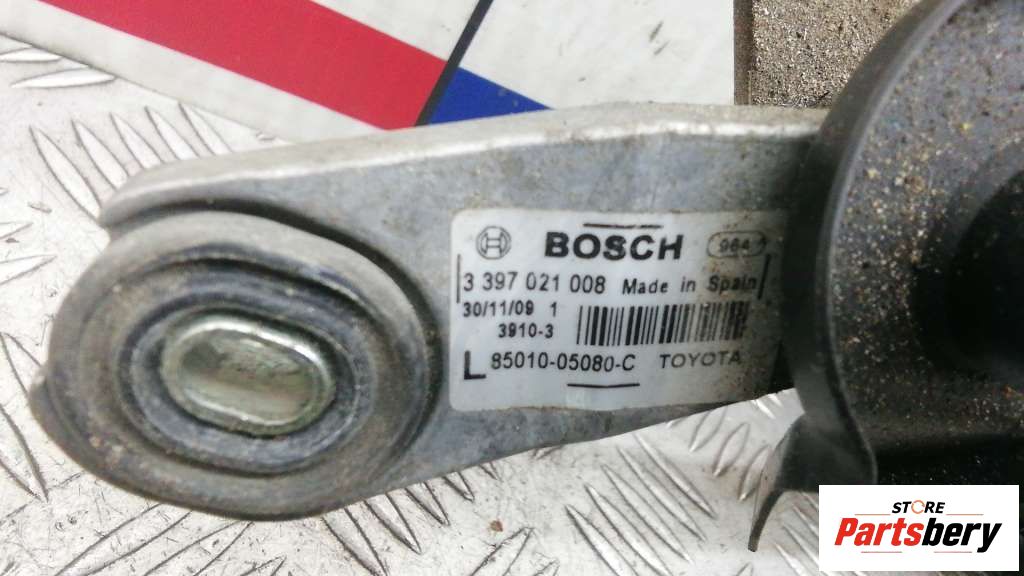 BOSCH 964
3 397 021 008 Made in Spain
30/11/09 1
3910-3
L 85010-05080-C TOYOTA
STORE
Partsbery